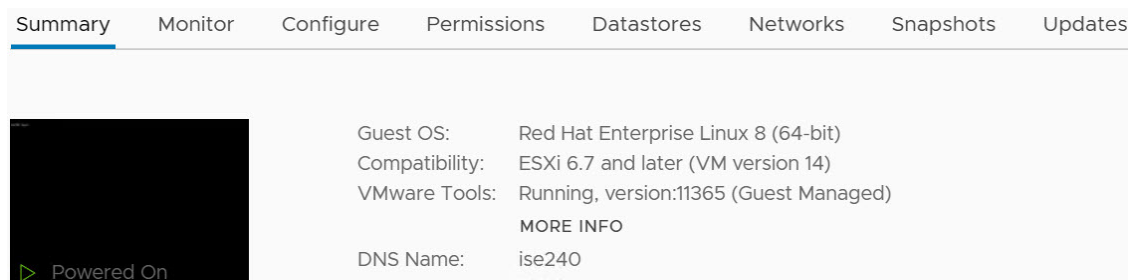 Summary Monitor Configure Permissions Datastores Networks Snapshots Updates
Guest OS: Red Hat Enterprise Linux 8 (64-bit)
Compatibility: ESXi 6.7 and later (VM version 14)
VMware Tools: Running, version:11365 (Guest Managed)
MORE INFO
DNS Name: ise240
Powered On